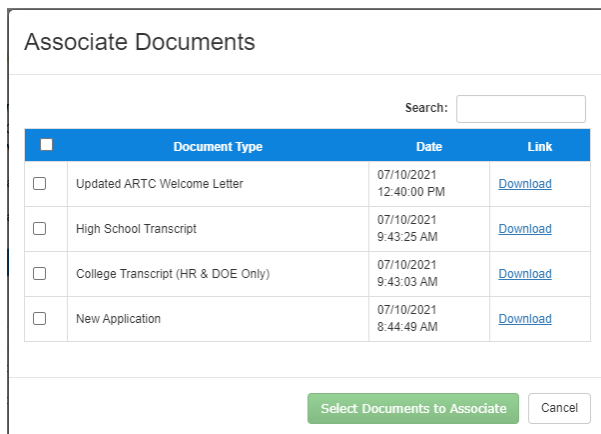 Associate Documents
Search:
Document Type Date Link
Updated ARTC Welcome Letter 07/10/2021 12:40:00 PM Download
High School Transcript 07/10/2021 9:43:25 AM Download
College Transcript (HR & DOE Only) 07/10/2021 9:43:03 AM Download
New Application 07/10/2021 8:44:49 AM Download
Select Documents to Associate Cancel